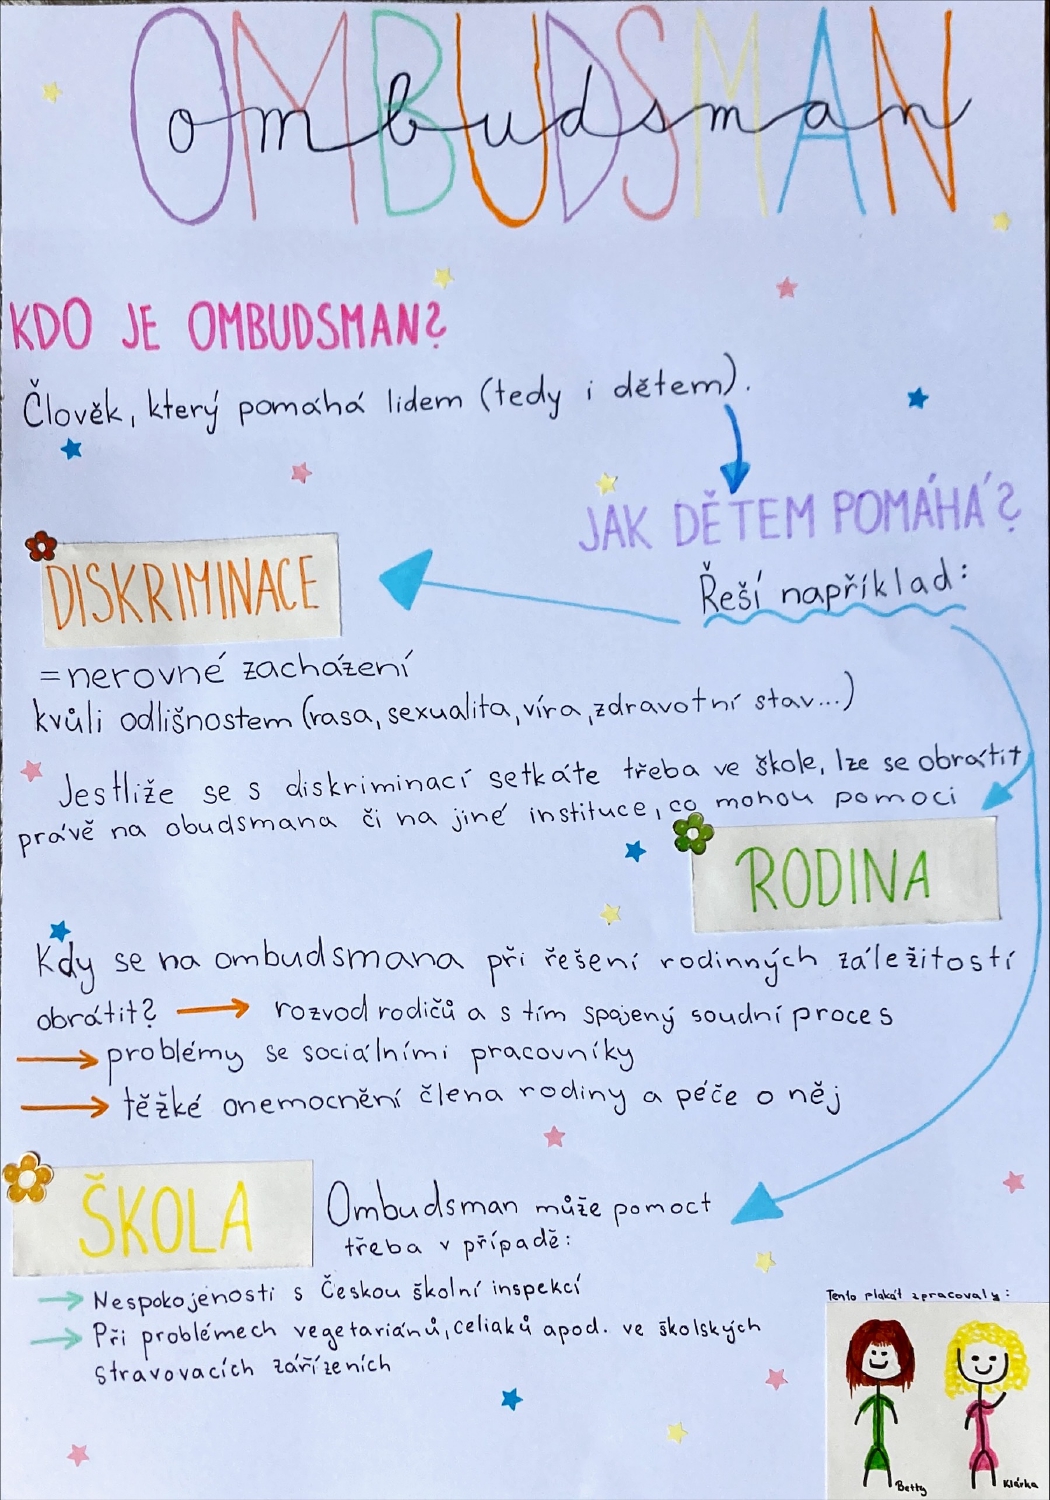 OMBUDSMAN
ombudsman
KDO JE OMBUDSMAN?
Člověk, který pomáhá lidem (tedy i dětem).
JAK DĚTEM POMÁHÁ?
Řeší například:
DISKRIMINACE
=nerovné zacházení
kvůli odlišnostem (rasa, sexualita, víra, zdravotní stav...)
Jestliže se s diskriminací setkáte třeba ve škole, lze se obrátit
právě na obudsmana či na jiné instituce, co mohou pomoci
RODINA
Kdy se na ombudsmana při řešení rodinných záležitostí
obrátit? → rozvod rodičů a s tím spojený soudní proces
→ problémy se sociálními pracovníky
→ těžké onemocnění člena rodiny a péče o něj
ŠKOLA
Ombudsman může pomoct
třeba v případě:
→ Nespokojenosti s Českou školní inspekcí
→ Při problémech vegetariánů, celiaků apod. ve školských
stravovacích zářízeních
Tento plakát zpracovaly:
Betty
Klárka